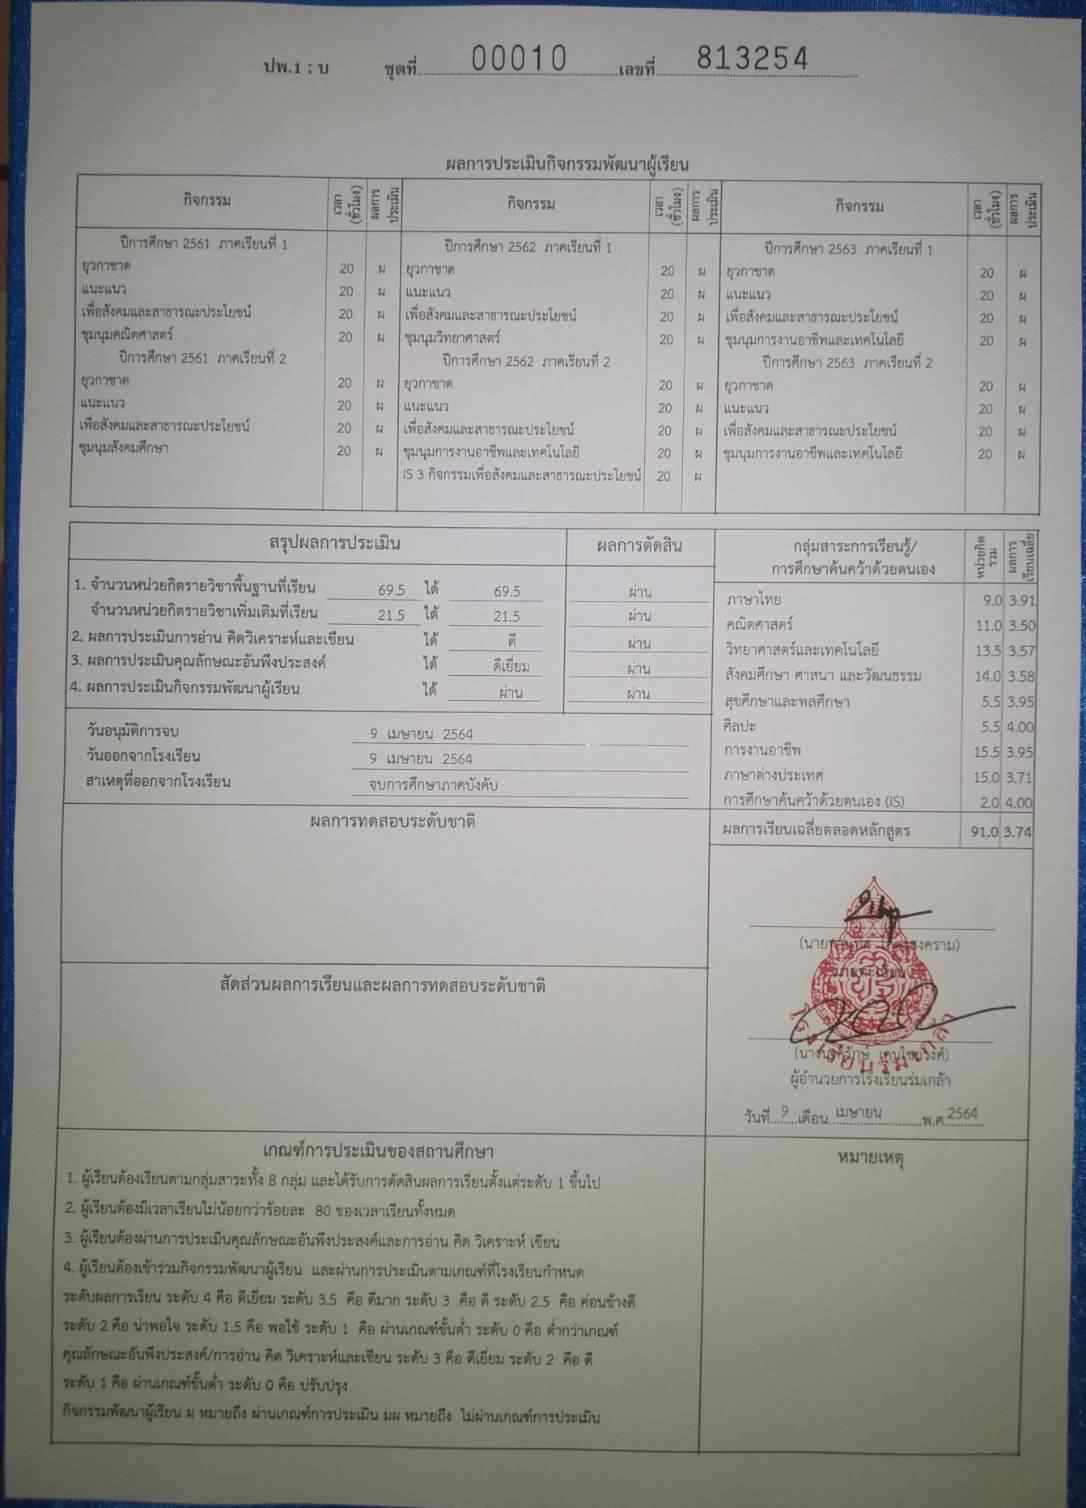 ปพ.1 : บ ชุดที่ 00010 เลขที่ 813254
ผลการประเมินกิจกรรมพัฒนาผู้เรียน
กิจกรรม เวลา (ชั่วโมง) ผลการประเมิน กิจกรรม เวลา (ชั่วโมง) ผลการประเมิน กิจกรรม เวลา (ชั่วโมง) ผลการประเมิน
ปีการศึกษา 2561 ภาคเรียนที่ 1 ปีการศึกษา 2562 ภาคเรียนที่ 1 ปีการศึกษา 2563 ภาคเรียนที่ 1
ยุวกาชาด 20 ผ ยุวกาชาด 20 ผ ยุวกาชาด 20 ผ
แนะแนว 20 ผ แนะแนว 20 ผ แนะแนว 20 ผ
เพื่อสังคมและสาธารณะประโยชน์ 20 ผ เพื่อสังคมและสาธารณะประโยชน์ 20 ผ เพื่อสังคมและสาธารณะประโยชน์ 20 ผ
ชุมนุมคณิตศาสตร์ 20 ผ ชุมนุมวิทยาศาสตร์ 20 ผ ชุมนุมการงานอาชีพและเทคโนโลยี 20 ผ
ปีการศึกษา 2561 ภาคเรียนที่ 2 ปีการศึกษา 2562 ภาคเรียนที่ 2 ปีการศึกษา 2563 ภาคเรียนที่ 2
ยุวกาชาด 20 ผ ยุวกาชาด 20 ผ ยุวกาชาด 20 ผ
แนะแนว 20 ผ แนะแนว 20 ผ แนะแนว 20 ผ
เพื่อสังคมและสาธารณะประโยชน์ 20 ผ เพื่อสังคมและสาธารณะประโยชน์ 20 ผ เพื่อสังคมและสาธารณะประโยชน์ 20 ผ
ชุมนุมสังคมศึกษา 20 ผ ชุมนุมการงานอาชีพและเทคโนโลยี 20 ผ ชุมนุมการงานอาชีพและเทคโนโลยี 20 ผ
IS 3 กิจกรรมเพื่อสังคมและสาธารณะประโยชน์ 20 ผ
สรุปผลการประเมิน ผลการตัดสิน
1. จำนวนหน่วยกิตรายวิชาพื้นฐานที่เรียน 69.5 ได้ 69.5 ผ่าน
จำนวนหน่วยกิตรายวิชาเพิ่มเติมที่เรียน 21.5 ได้ 21.5 ผ่าน
2. ผลการประเมินการอ่าน คิดวิเคราะห์และเขียน ได้ ดี ผ่าน
3. ผลการประเมินคุณลักษณะอันพึงประสงค์ ได้ ดีเยี่ยม ผ่าน
4. ผลการประเมินกิจกรรมพัฒนาผู้เรียน ได้ ผ่าน ผ่าน
วันอนุมัติการจบ 9 เมษายน 2564
วันออกจากโรงเรียน 9 เมษายน 2564
สาเหตุที่ออกจากโรงเรียน จบการศึกษาภาคบังคับ
กลุ่มสาระการเรียนรู้/ หน่วยกิตรวม ผลการเรียนเฉลี่ย
การศึกษาค้นคว้าด้วยตนเอง
ภาษาไทย 9.0 3.91
คณิตศาสตร์ 11.0 3.50
วิทยาศาสตร์และเทคโนโลยี 13.5 3.57
สังคมศึกษา ศาสนา และวัฒนธรรม 14.0 3.58
สุขศึกษาและพลศึกษา 5.5 3.95
ศิลปะ 5.5 4.00
การงานอาชีพ 15.5 3.95
ภาษาต่างประเทศ 15.0 3.71
การศึกษาค้นคว้าด้วยตนเอง (IS) 2.0 4.00
ผลการเรียนเฉลี่ยตลอดหลักสูตร 91.0 3.74
ผลการทดสอบระดับชาติ
สัดส่วนผลการเรียนและผลการทดสอบระดับชาติ
โรงเรียนร่มเกล้า
ผู้อำนวยการโรงเรียนร่มเกล้า
วันที่ 9 เดือน เมษายน พ.ศ. 2564
เกณฑ์การประเมินของสถานศึกษา
1. ผู้เรียนต้องเรียนตามกลุ่มสาระทั้ง 8 กลุ่ม และได้รับการตัดสินผลการเรียนตั้งแต่ระดับ 1 ขึ้นไป
2. ผู้เรียนต้องมีเวลาเรียนไม่น้อยกว่าร้อยละ 80 ของเวลาเรียนทั้งหมด
3. ผู้เรียนต้องผ่านการประเมินคุณลักษณะอันพึงประสงค์และการอ่าน คิด วิเคราะห์ เขียน
4. ผู้เรียนต้องเข้าร่วมกิจกรรมพัฒนาผู้เรียน และผ่านการประเมินตามเกณฑ์ที่โรงเรียนกำหนด
ระดับผลการเรียน ระดับ 4 คือ ดีเยี่ยม ระดับ 3.5 คือ ดีมาก ระดับ 3 คือ ดี ระดับ 2.5 คือ ค่อนข้างดี
ระดับ 2 คือ น่าพอใจ ระดับ 1.5 คือ พอใช้ ระดับ 1 คือ ผ่านเกณฑ์ขั้นต่ำ ระดับ 0 คือ ต่ำกว่าเกณฑ์
คุณลักษณะอันพึงประสงค์/การอ่าน คิด วิเคราะห์และเขียน ระดับ 3 คือ ดีเยี่ยม ระดับ 2 คือ ดี
ระดับ 1 คือ ผ่านเกณฑ์ขั้นต่ำ ระดับ 0 คือ ปรับปรุง
กิจกรรมพัฒนาผู้เรียน ผ หมายถึง ผ่านเกณฑ์การประเมิน มผ หมายถึง ไม่ผ่านเกณฑ์การประเมิน
หมายเหตุ